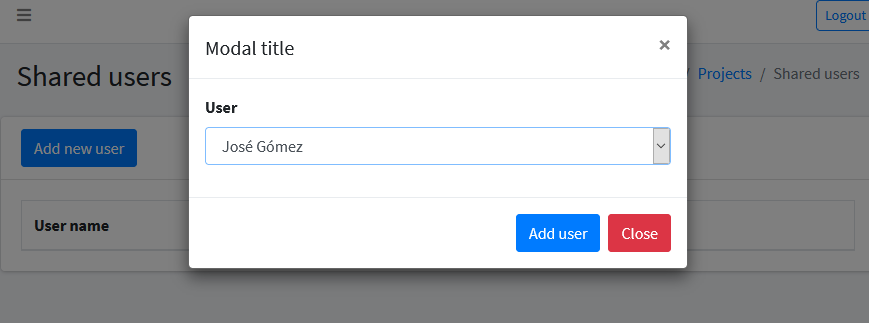 Logout
Modal title ×
Shared users
/ Projects / Shared users
User
Add new user
José Gómez
User name
Add user Close